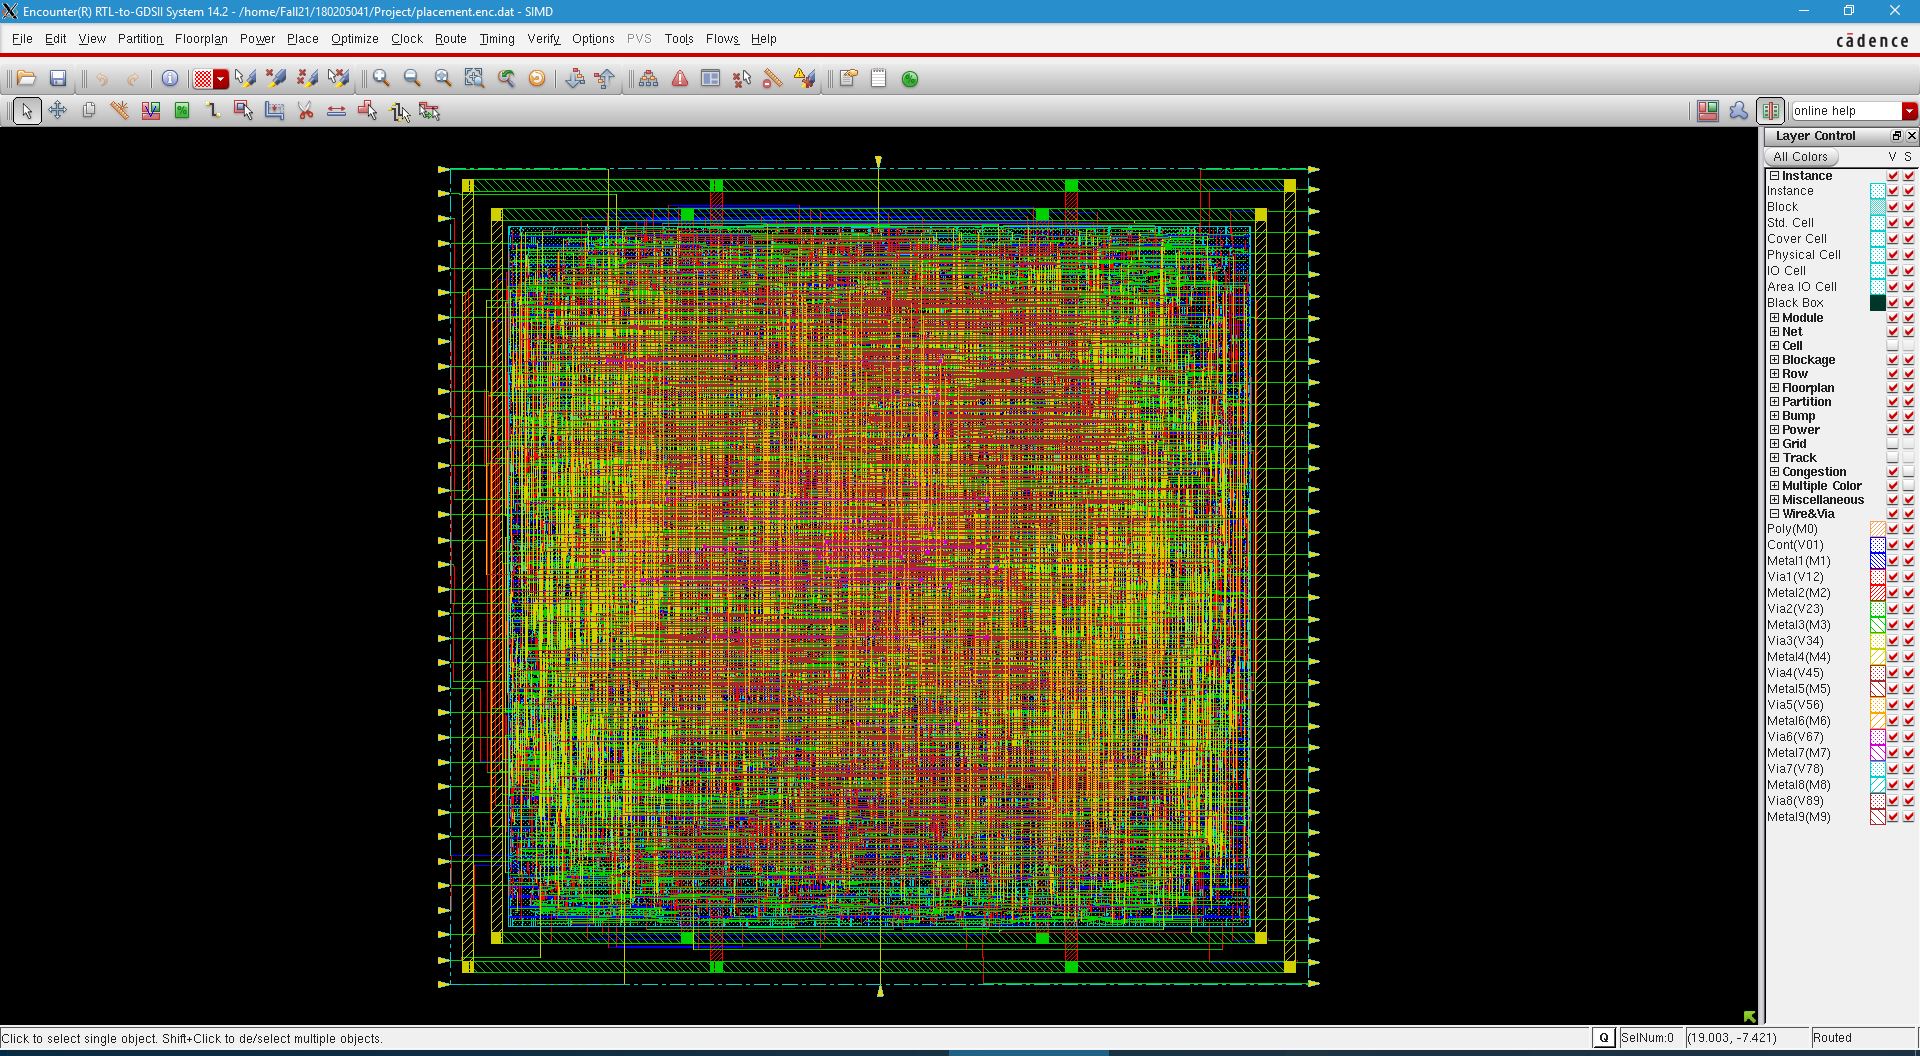 Encounter(R) RTL-to-GDSII System 14.2 - /home/Fall21/180205041/Project/placement.enc.dat - SIMD
File Edit View Partition Floorplan Power Place Optimize Clock Route Timing Verify Options PVS Tools Flows Help
cādence
online help
Layer Control
All Colors V S
Instance
Instance
Block
Std. Cell
Cover Cell
Physical Cell
IO Cell
Area IO Cell
Black Box
Module
Net
Cell
Blockage
Row
Floorplan
Partition
Bump
Power
Grid
Track
Congestion
Multiple Color
Miscellaneous
Wire&Via
Poly(M0)
Cont(V01)
Metal1(M1)
Via1(V12)
Metal2(M2)
Via2(V23)
Metal3(M3)
Via3(V34)
Metal4(M4)
Via4(V45)
Metal5(M5)
Via5(V56)
Metal6(M6)
Via6(V67)
Metal7(M7)
Via7(V78)
Metal8(M8)
Via8(V89)
Metal9(M9)
Click to select single object. Shift+Click to de/select multiple objects. Q SelNum:0 (19.003, -7.421) Routed